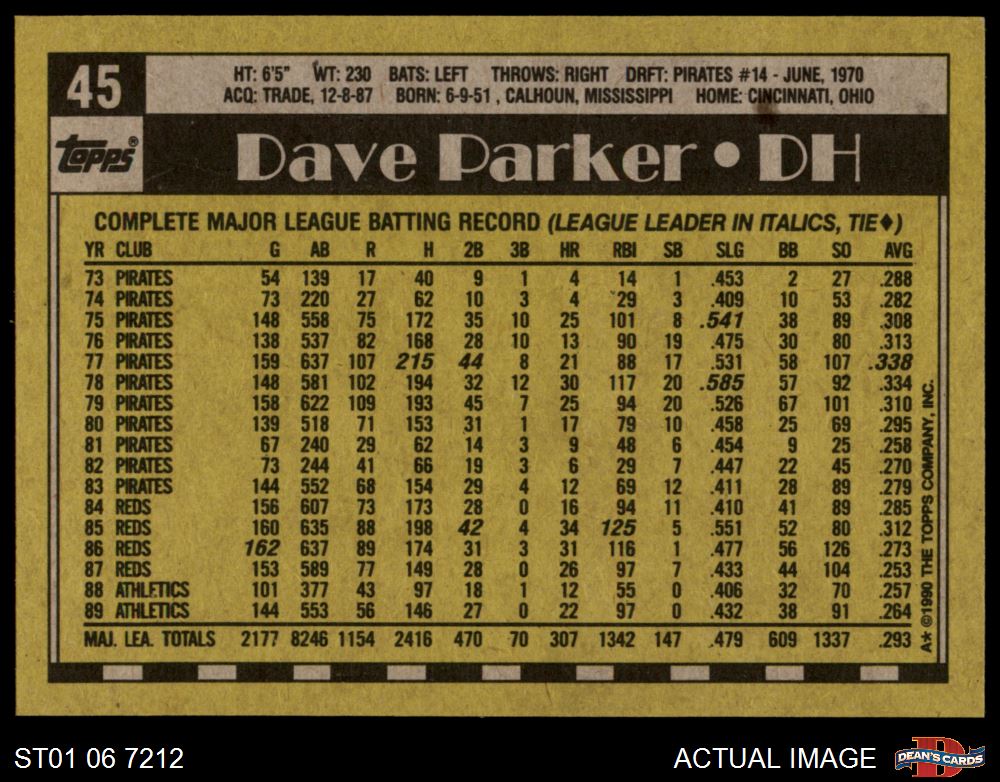 45
HT: 6'5" WT: 230 BATS: LEFT THROWS: RIGHT DRFT: PIRATES #14 - JUNE, 1970
ACQ: TRADE, 12-8-87 BORN: 6-9-51 , CALHOUN, MISSISSIPPI HOME: CINCINNATI, OHIO
topps®
Dave Parker • DH
COMPLETE MAJOR LEAGUE BATTING RECORD (LEAGUE LEADER IN ITALICS, TIE♦)
YR CLUB G AB R H 2B 3B HR RBI SB SLG BB SO AVG
73 PIRATES 54 139 17 40 9 1 4 14 1 .453 2 27 .288
74 PIRATES 73 220 27 62 10 3 4 29 3 .409 10 53 .282
75 PIRATES 148 558 75 172 35 10 25 101 8 .541 38 89 .308
76 PIRATES 138 537 82 168 28 10 13 90 19 .475 30 80 .313
77 PIRATES 159 637 107 215 44 8 21 88 17 .531 58 107 .338
78 PIRATES 148 581 102 194 32 12 30 117 20 .585 57 92 .334
79 PIRATES 158 622 109 193 45 7 25 94 20 .526 67 101 .310
80 PIRATES 139 518 71 153 31 1 17 79 10 .458 25 69 .295
81 PIRATES 67 240 29 62 14 3 9 48 6 .454 9 25 .258
82 PIRATES 73 244 41 66 19 3 6 29 7 .447 22 45 .270
83 PIRATES 144 552 68 154 29 4 12 69 12 .411 28 89 .279
84 REDS 156 607 73 173 28 0 16 94 11 .410 41 89 .285
85 REDS 160 635 88 198 42 4 34 125 5 .551 52 80 .312
86 REDS 162 637 89 174 31 3 31 116 1 .477 56 126 .273
87 REDS 153 589 77 149 28 0 26 97 7 .433 44 104 .253
88 ATHLETICS 101 377 43 97 18 1 12 55 0 .406 32 70 .257
89 ATHLETICS 144 553 56 146 27 0 22 97 0 .432 38 91 .264
MAJ. LEA. TOTALS 2177 8246 1154 2416 470 70 307 1342 147 .479 609 1337 .293
A★ ©1990 THE TOPPS COMPANY, INC.
ST01 06 7212
ACTUAL IMAGE
D
DEAN'S CARDS